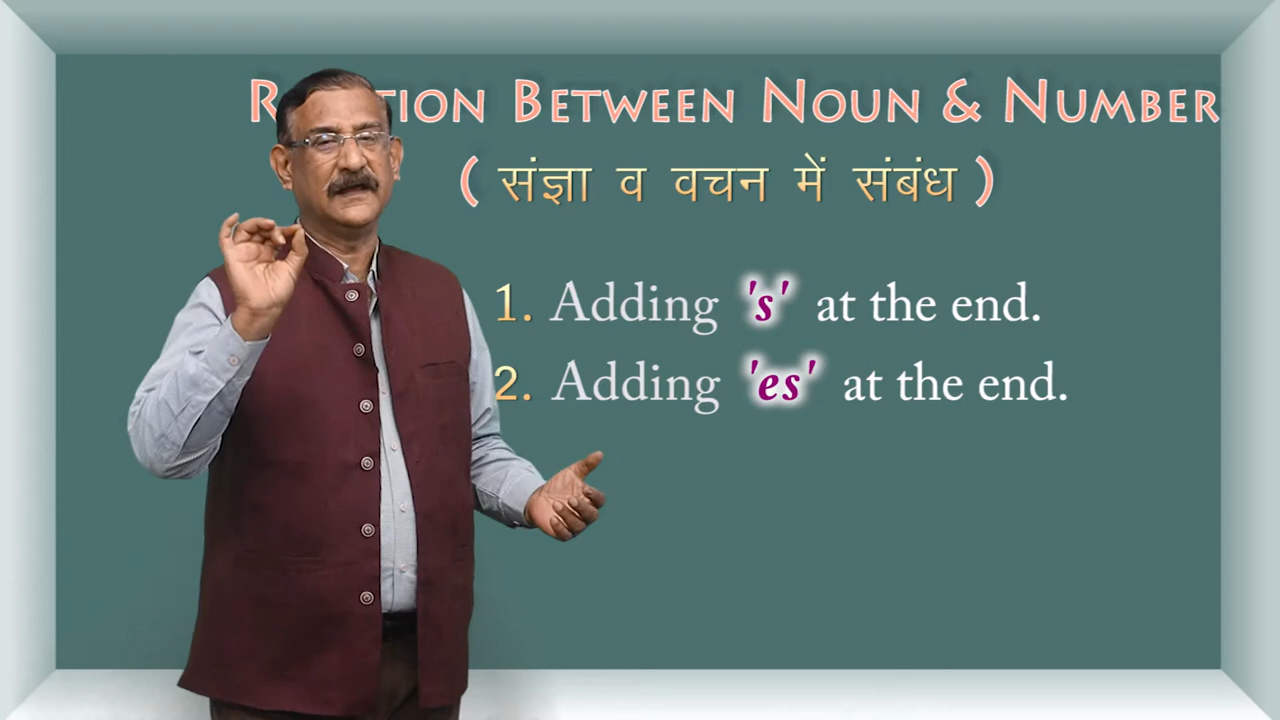 Between Noun & Number
( संज्ञा व वचन में संबंध )
1. Adding 's' at the end.
2. Adding 'es' at the end.